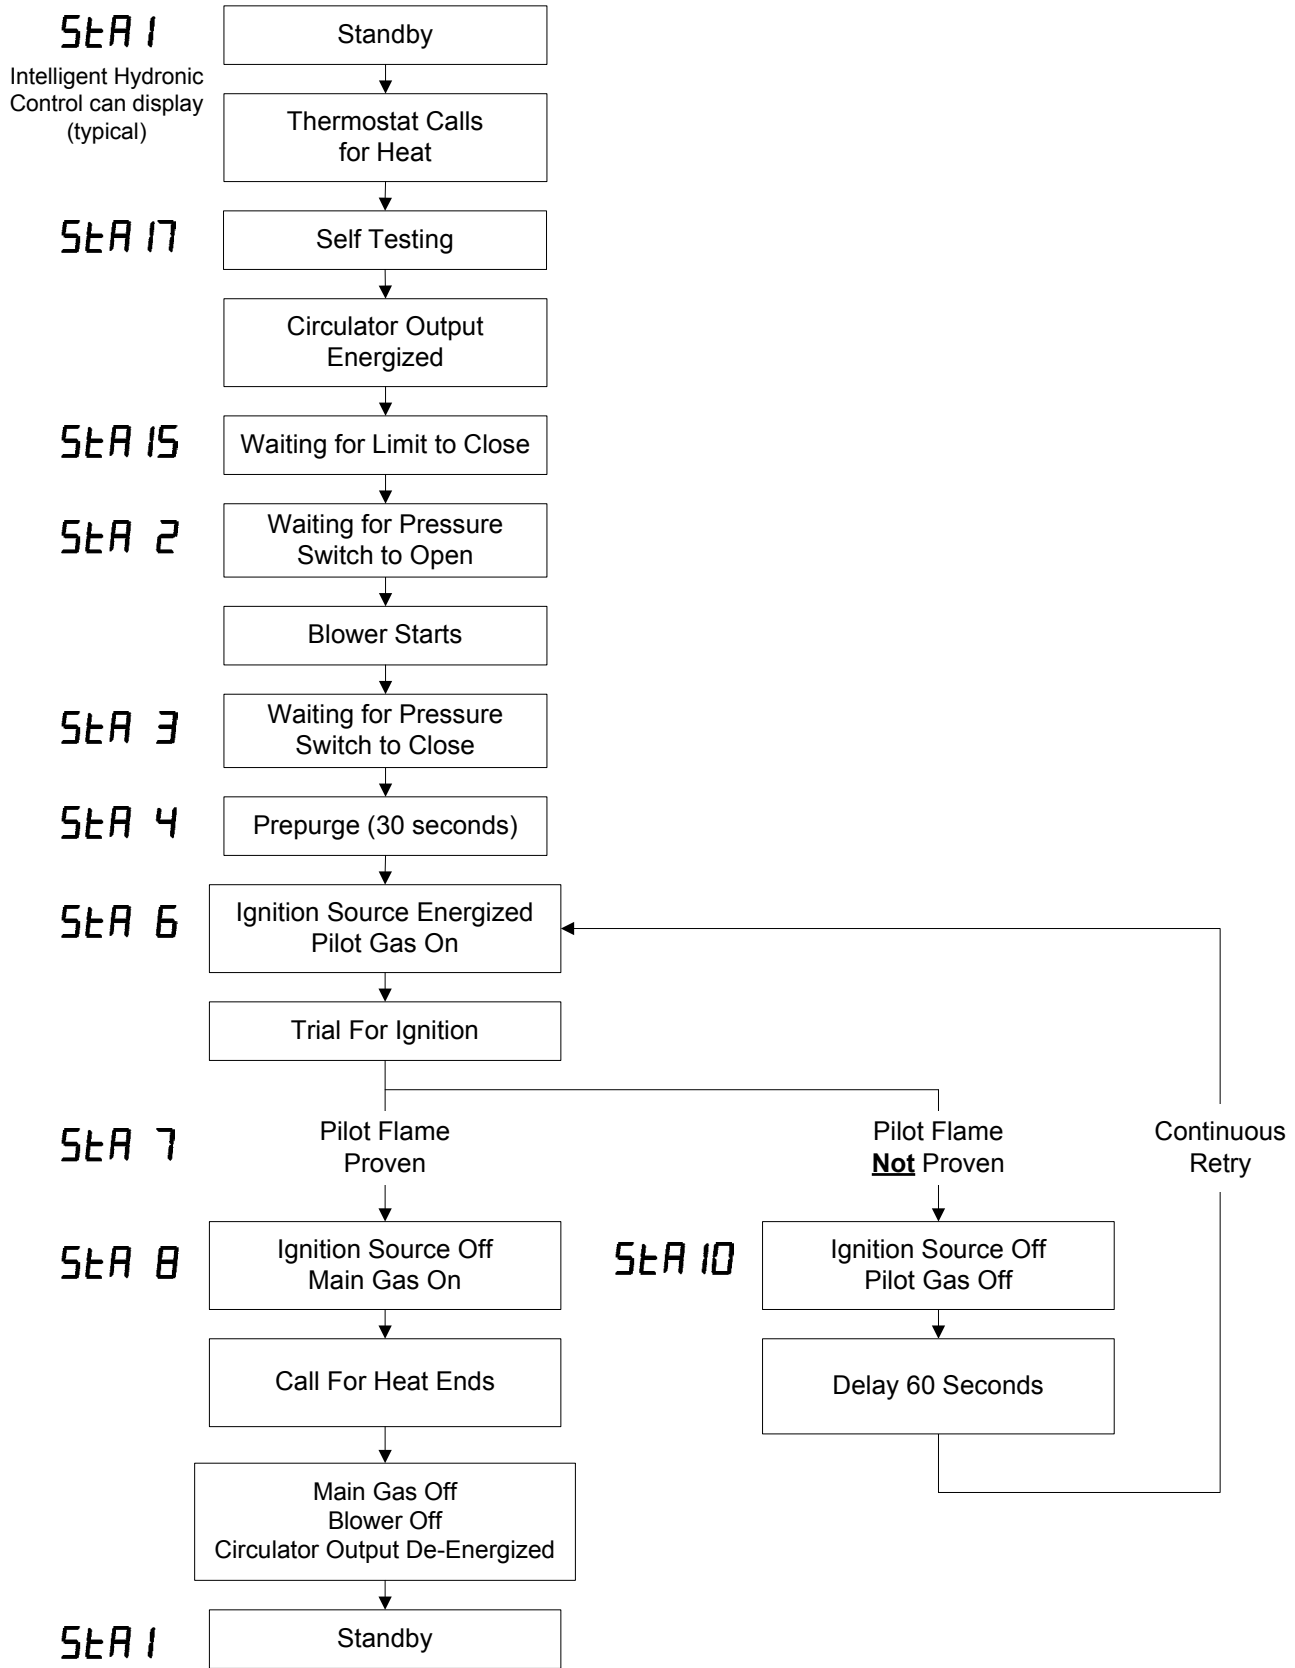 StA 1
Standby
Intelligent Hydronic
Control can display
(typical)
Thermostat Calls
for Heat
StA 17
Self Testing
Circulator Output
Energized
StA 15
Waiting for Limit to Close
StA 2
Waiting for Pressure
Switch to Open
Blower Starts
StA 3
Waiting for Pressure
Switch to Close
StA 4
Prepurge (30 seconds)
StA 6
Ignition Source Energized
Pilot Gas On
Trial For Ignition
StA 7
Pilot Flame
Proven
Pilot Flame
Not Proven
Continuous
Retry
StA 8
Ignition Source Off
Main Gas On
StA 10
Ignition Source Off
Pilot Gas Off
Call For Heat Ends
Delay 60 Seconds
Main Gas Off
Blower Off
Circulator Output De-Energized
StA 1
Standby